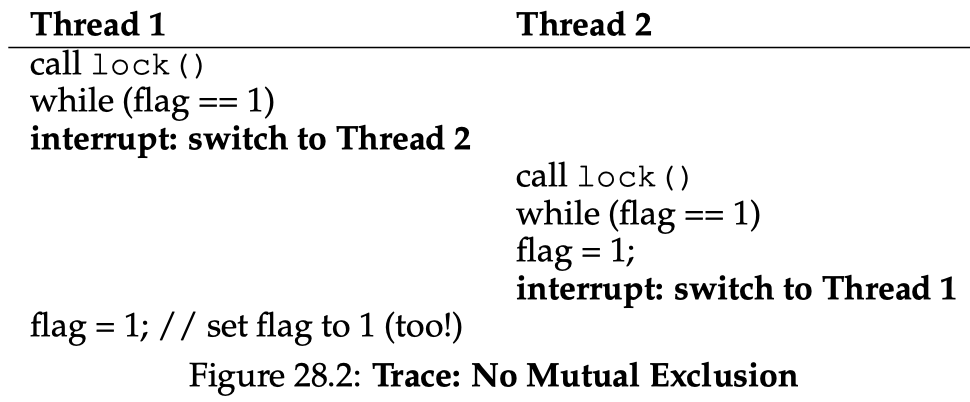 Thread 1 Thread 2
call lock()
while (flag == 1)
interrupt: switch to Thread 2
call lock()
while (flag == 1)
flag = 1;
interrupt: switch to Thread 1
flag = 1; // set flag to 1 (too!)
Figure 28.2: Trace: No Mutual Exclusion